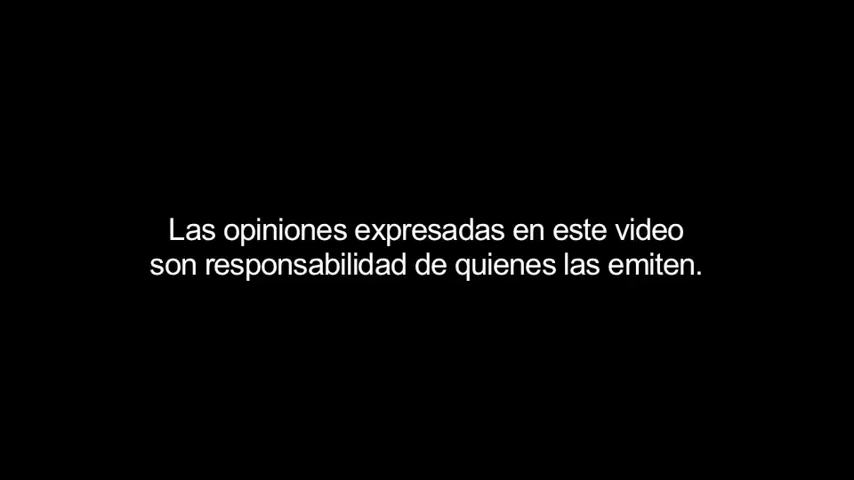 Las opiniones expresadas en este video
son responsabilidad de quienes las emiten.